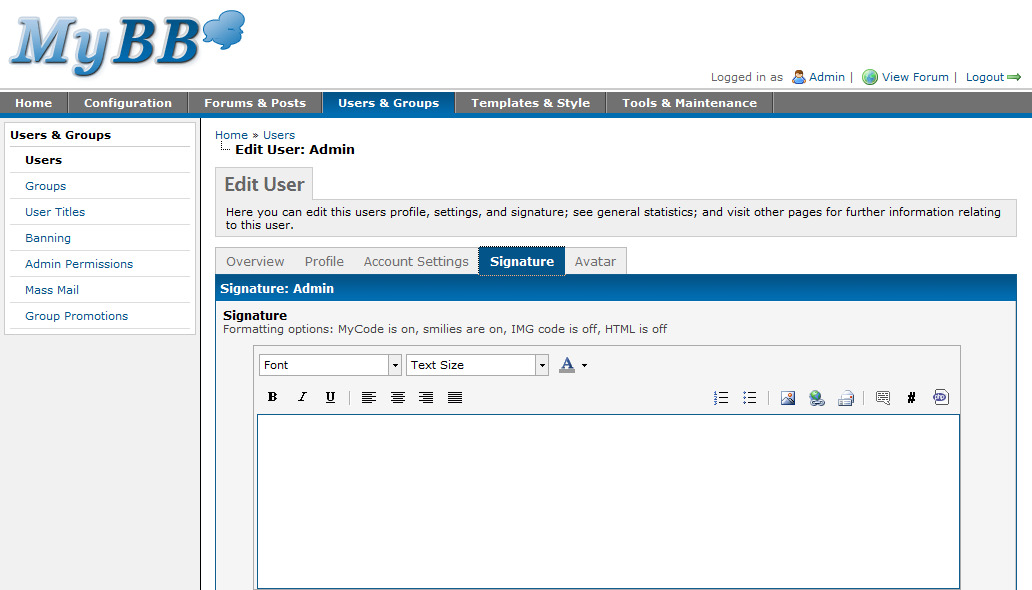 MyBB
Logged in as Admin | View Forum | Logout
Home Configuration Forums & Posts Users & Groups Templates & Style Tools & Maintenance
Users & Groups
Users
Groups
User Titles
Banning
Admin Permissions
Mass Mail
Group Promotions
Home » Users
Edit User: Admin
Edit User
Here you can edit this users profile, settings, and signature; see general statistics; and visit other pages for further information relating
to this user.
Overview Profile Account Settings Signature Avatar
Signature: Admin
Signature
Formatting options: MyCode is on, smilies are on, IMG code is off, HTML is off
Font Text Size A
B I U # php